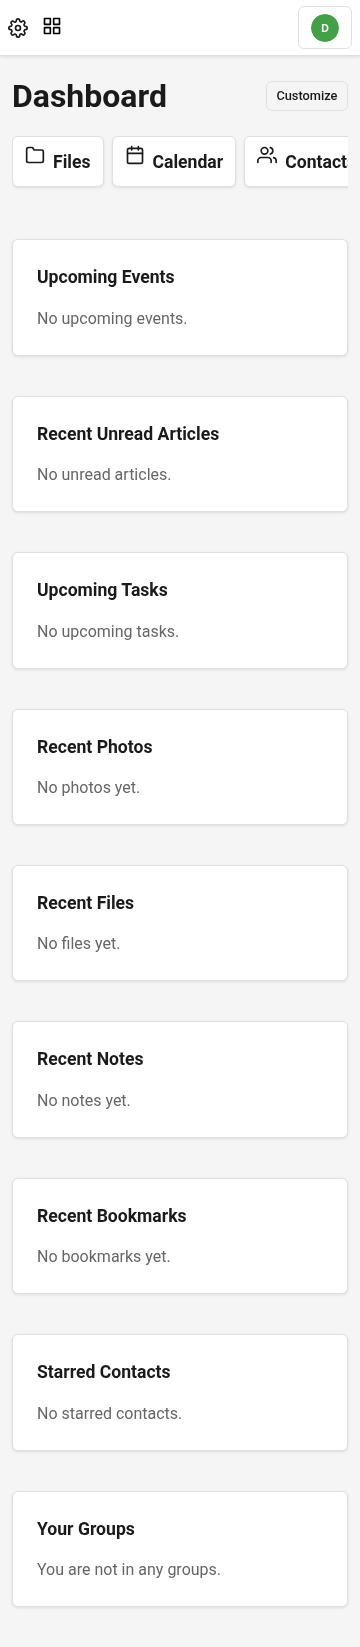 D
Dashboard
Customize
Files
Calendar
Contact
Upcoming Events
No upcoming events.
Recent Unread Articles
No unread articles.
Upcoming Tasks
No upcoming tasks.
Recent Photos
No photos yet.
Recent Files
No files yet.
Recent Notes
No notes yet.
Recent Bookmarks
No bookmarks yet.
Starred Contacts
No starred contacts.
Your Groups
You are not in any groups.